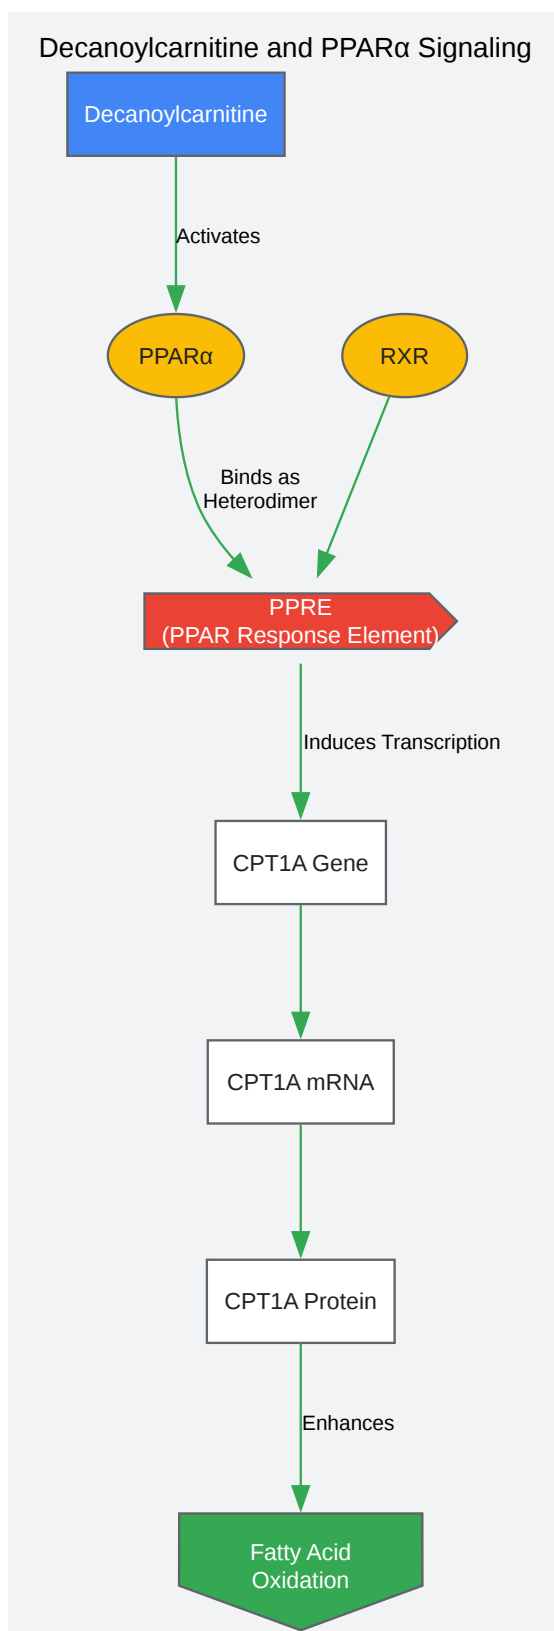 Decanoylcarnitine and PPARα Signaling
Decanoylcarnitine
Activates
PPARα
RXR
Binds as
Heterodimer
PPRE
(PPAR Response Element)
Induces Transcription
CPT1A Gene
CPT1A mRNA
CPT1A Protein
Enhances
Fatty Acid
Oxidation